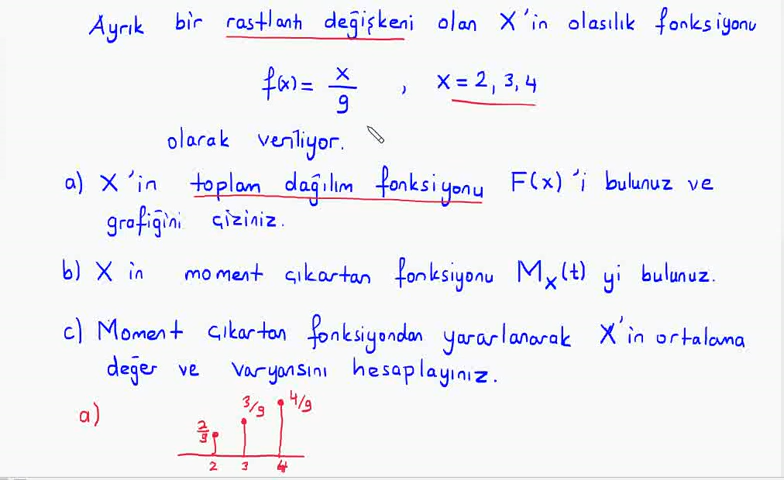 Ayrık bir rastlantı değişkeni olan X'in olasılık fonksiyonu
f(x) = x/9 , x = 2, 3, 4
olarak veriliyor.
a) X'in toplam dağılım fonksiyonu F(x)'i bulunuz ve
grafiğini çiziniz.
b) X in moment çıkartan fonksiyonu Mx(t) yi bulunuz.
c) Moment çıkartan fonksiyondan yararlanarak X'in ortalama
değer ve varyansını hesaplayınız.
a)
2/9 3/9 4/9
2 3 4